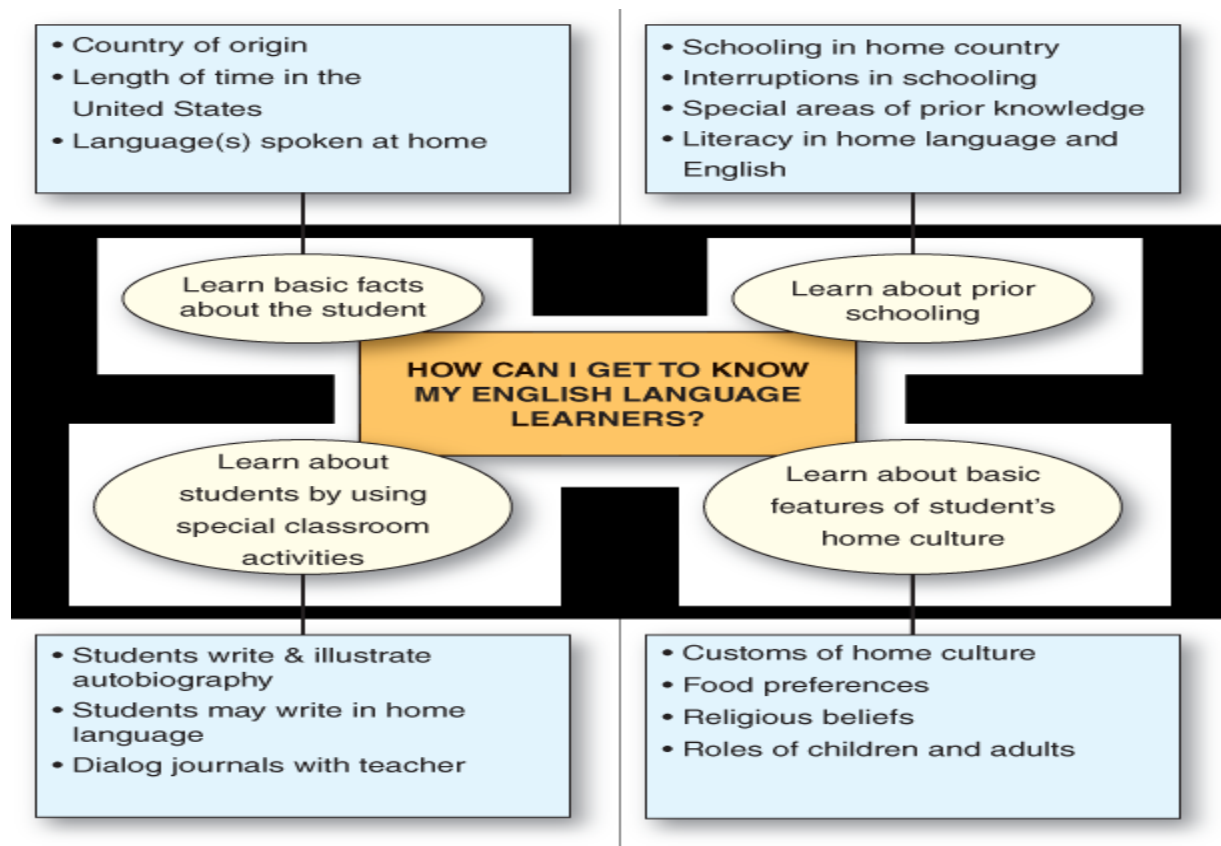 • Country of origin
• Length of time in the
United States
• Language(s) spoken at home
• Schooling in home country
• Interruptions in schooling
• Special areas of prior knowledge
• Literacy in home language and
English
Learn basic facts
about the student
Learn about prior
schooling
HOW CAN I GET TO KNOW
MY ENGLISH LANGUAGE
LEARNERS?
Learn about
students by using
special classroom
activities
Learn about basic
features of student's
home culture
• Students write & illustrate
autobiography
• Students may write in home
language
• Dialog journals with teacher
• Customs of home culture
• Food preferences
• Religious beliefs
• Roles of children and adults